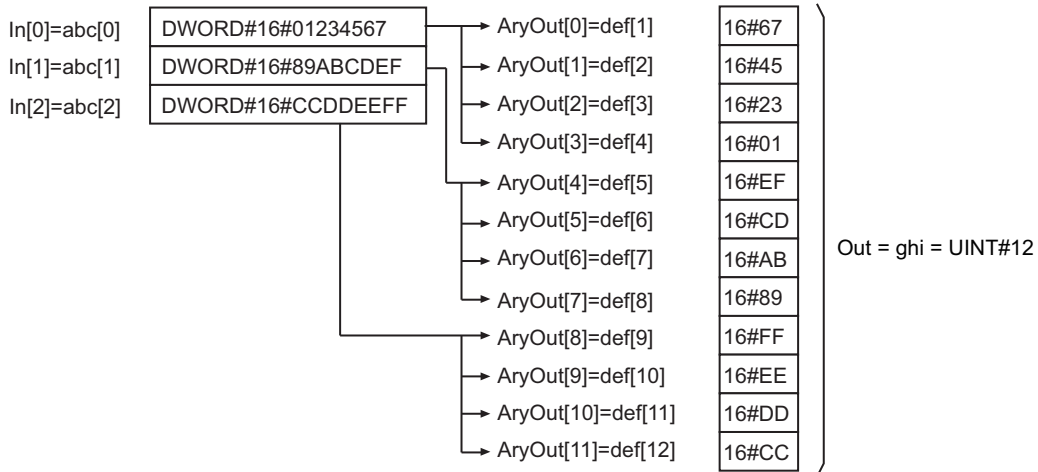 In[0]=abc[0] DWORD#16#01234567 AryOut[0]=def[1] 16#67
In[1]=abc[1] DWORD#16#89ABCDEF AryOut[1]=def[2] 16#45
In[2]=abc[2] DWORD#16#CCDDEEFF AryOut[2]=def[3] 16#23
AryOut[3]=def[4] 16#01
AryOut[4]=def[5] 16#EF
AryOut[5]=def[6] 16#CD
AryOut[6]=def[7] 16#AB
Out = ghi = UINT#12
AryOut[7]=def[8] 16#89
AryOut[8]=def[9] 16#FF
AryOut[9]=def[10] 16#EE
AryOut[10]=def[11] 16#DD
AryOut[11]=def[12] 16#CC